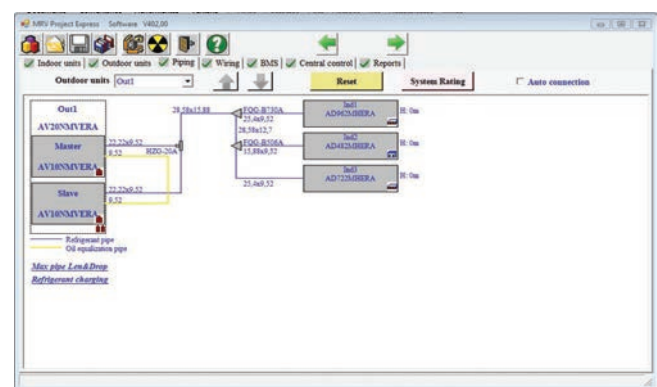 MRV Project Express Software V402,00
Indoor units Outdoor units Piping Wiring BMS Central control Reports
Outdoor units Out1 Reset System Rating Auto connection
Out1
AV20NMVERA
Master
AV10NMVERA
Slave
AV10NMVERA
22,22x9,52
9,52
HZG-20A
22,22x9,52
9,52
28,58x15,88
FQG-B730A
25,4x9,52
28,58x12,7
FQG-B506A
15,88x9,52
25,4x9,52
Ind1
AD962MHERA
H: 0m
Ind2
AD482MHERA
H: 0m
Ind3
AD722MHERA
H: 0m
Refrigerant pipe
Oil equalization pipe
Max pipe Len&Drop
Refrigerant charging